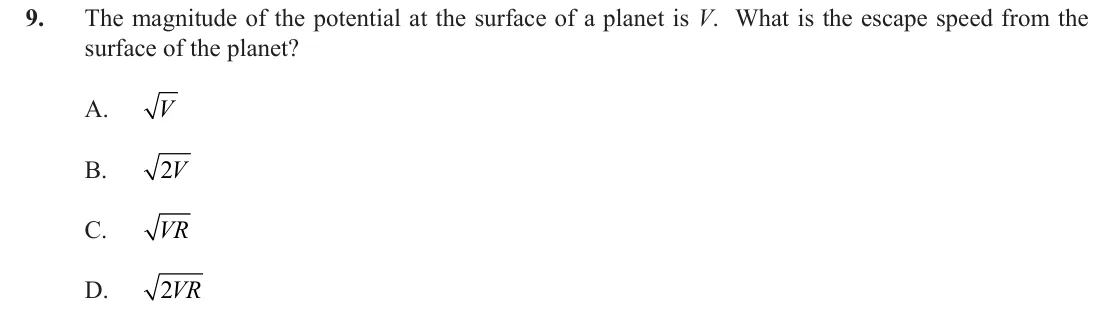 9. The magnitude of the potential at the surface of a planet is V. What is the escape speed from the
surface of the planet?
A. √V
B. √2V
C. √VR
D. √2VR